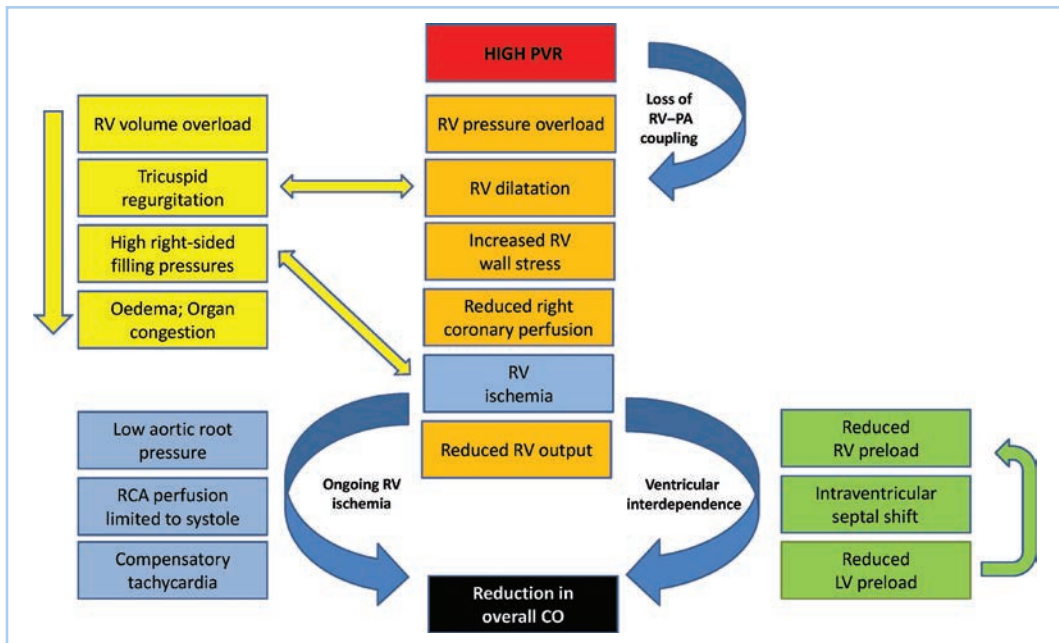 HIGH PVR
Loss of
RV–PA
coupling
RV volume overload
Tricuspid
regurgitation
High right-sided
filling pressures
Oedema; Organ
congestion
RV pressure overload
RV dilatation
Increased RV
wall stress
Reduced right
coronary perfusion
RV
ischemia
Reduced RV output
Low aortic root
pressure
RCA perfusion
limited to systole
Compensatory
tachycardia
Ongoing RV
ischemia
Ventricular
interdependence
Reduced
RV preload
Intraventricular
septal shift
Reduced
LV preload
Reduction in
overall CO